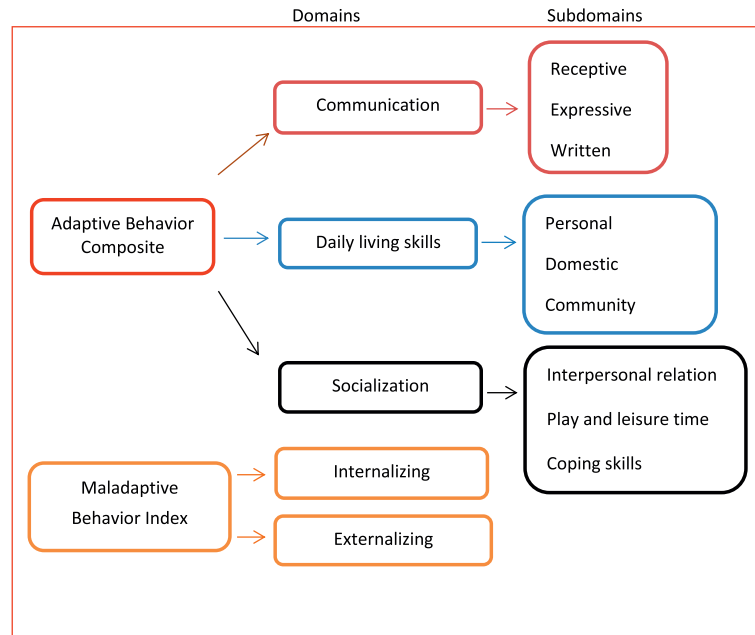 Domains
Subdomains
Communication
Receptive
Expressive
Written
Adaptive Behavior
Composite
Daily living skills
Personal
Domestic
Community
Socialization
Interpersonal relation
Play and leisure time
Coping skills
Maladaptive
Behavior Index
Internalizing
Externalizing